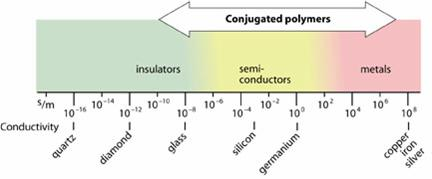 Conjugated polymers
insulators
semi-
conductors
metals
s/m 10⁻¹⁶ 10⁻¹⁴ 10⁻¹² 10⁻¹⁰ 10⁻⁸ 10⁻⁶ 10⁻⁴ 10⁻² 10⁰ 10² 10⁴ 10⁶ 10⁸
Conductivity
quartz
diamond
glass
silicon
germanium
copper
iron
silver